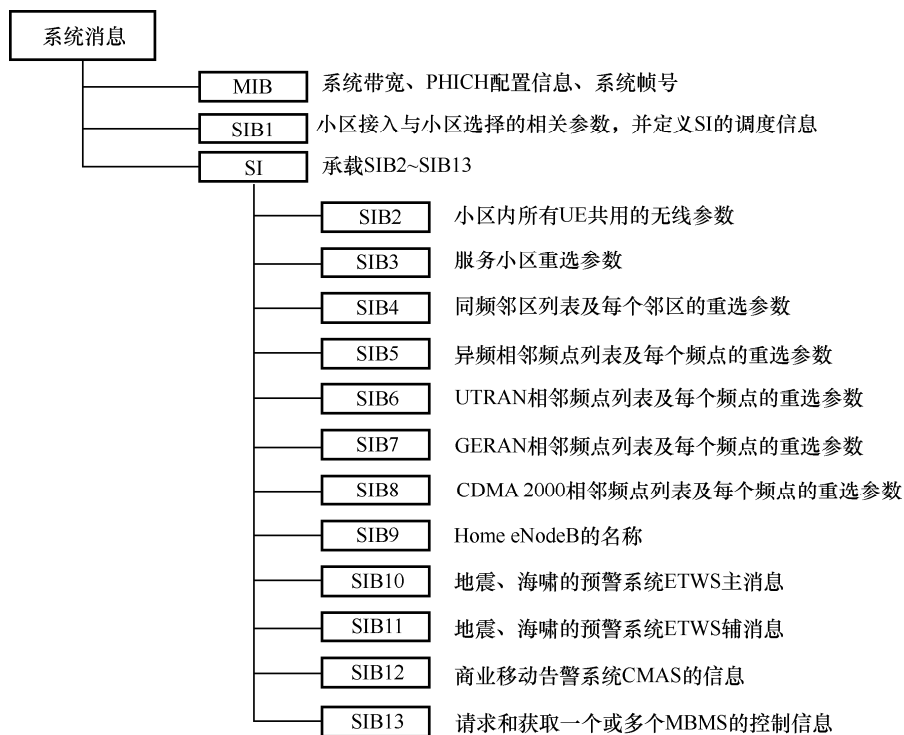 系统消息
MIB 系统带宽、PHICH配置信息、系统帧号
SIB1 小区接入与小区选择的相关参数，并定义SI的调度信息
SI 承载SIB2~SIB13
SIB2 小区内所有UE共用的无线参数
SIB3 服务小区重选参数
SIB4 同频邻区列表及每个邻区的重选参数
SIB5 异频相邻频点列表及每个频点的重选参数
SIB6 UTRAN相邻频点列表及每个频点的重选参数
SIB7 GERAN相邻频点列表及每个频点的重选参数
SIB8 CDMA 2000相邻频点列表及每个频点的重选参数
SIB9 Home eNodeB的名称
SIB10 地震、海啸的预警系统ETWS主消息
SIB11 地震、海啸的预警系统ETWS辅消息
SIB12 商业移动告警系统CMAS的信息
SIB13 请求和获取一个或多个MBMS的控制信息